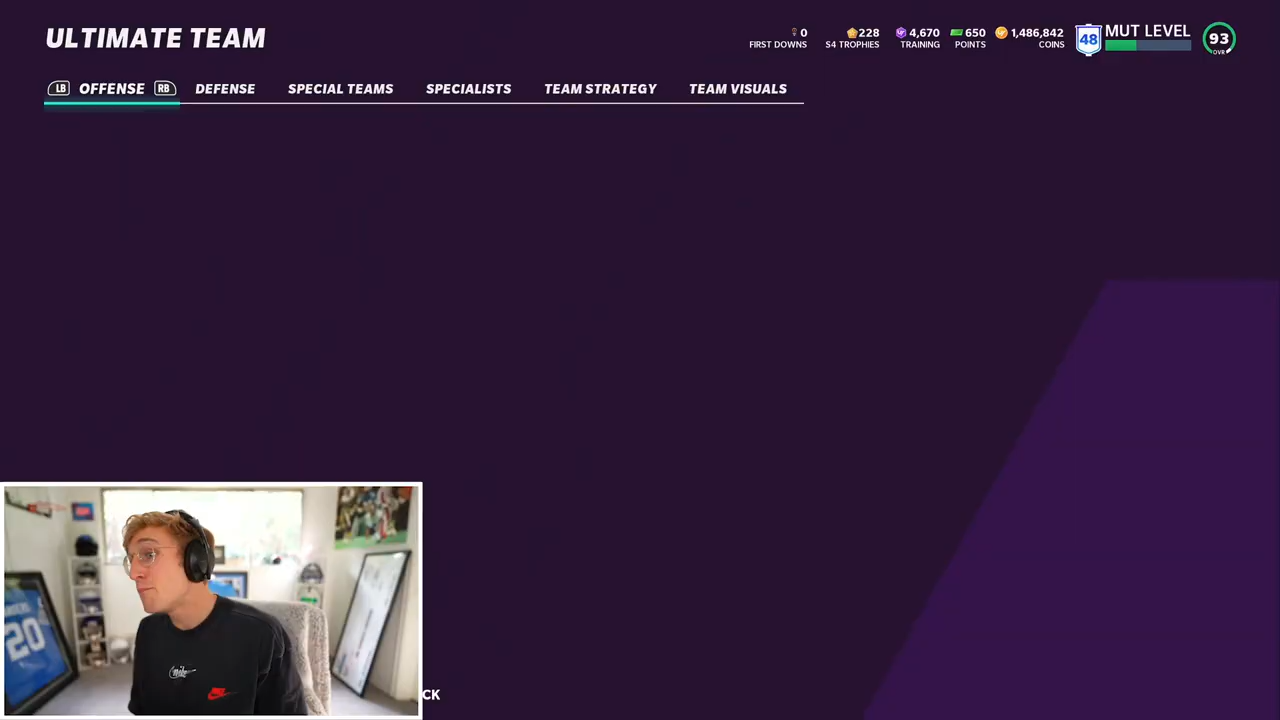 ULTIMATE TEAM
0
FIRST DOWNS
228
S4 TROPHIES
4,670
TRAINING
650
POINTS
1,486,842
COINS
48
MUT LEVEL
93
OVR
LB OFFENSE RB DEFENSE SPECIAL TEAMS SPECIALISTS TEAM STRATEGY TEAM VISUALS
20
CK